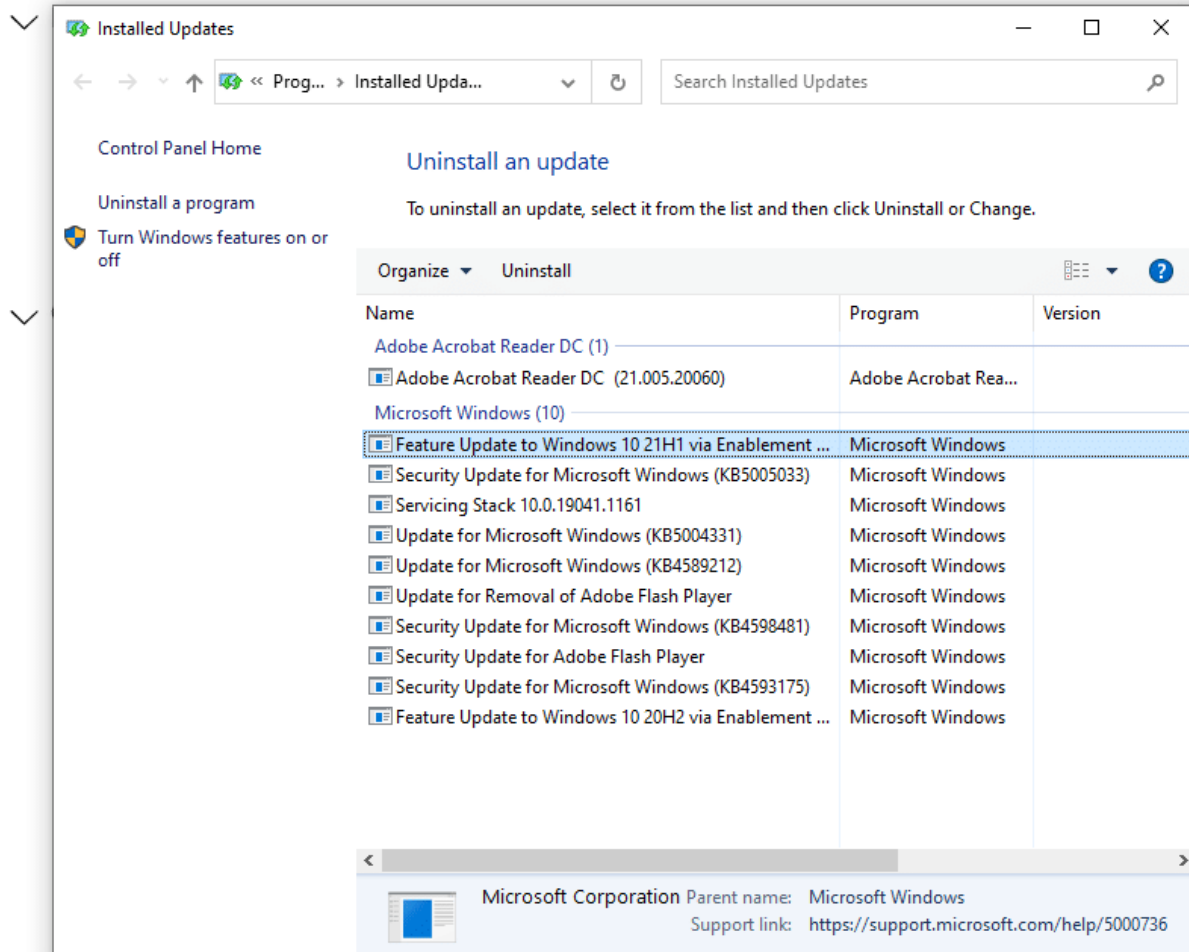 Installed Updates
« Prog... › Installed Upda...
Search Installed Updates
Control Panel Home
Uninstall a program
Turn Windows features on or
off
Uninstall an update
To uninstall an update, select it from the list and then click Uninstall or Change.
Organize Uninstall ?
Name Program Version
Adobe Acrobat Reader DC (1)
Adobe Acrobat Reader DC (21.005.20060) Adobe Acrobat Rea...
Microsoft Windows (10)
Feature Update to Windows 10 21H1 via Enablement ... Microsoft Windows
Security Update for Microsoft Windows (KB5005033) Microsoft Windows
Servicing Stack 10.0.19041.1161 Microsoft Windows
Update for Microsoft Windows (KB5004331) Microsoft Windows
Update for Microsoft Windows (KB4589212) Microsoft Windows
Update for Removal of Adobe Flash Player Microsoft Windows
Security Update for Microsoft Windows (KB4598481) Microsoft Windows
Security Update for Adobe Flash Player Microsoft Windows
Security Update for Microsoft Windows (KB4593175) Microsoft Windows
Feature Update to Windows 10 20H2 via Enablement ... Microsoft Windows
Microsoft Corporation Parent name: Microsoft Windows
Support link: https://support.microsoft.com/help/5000736